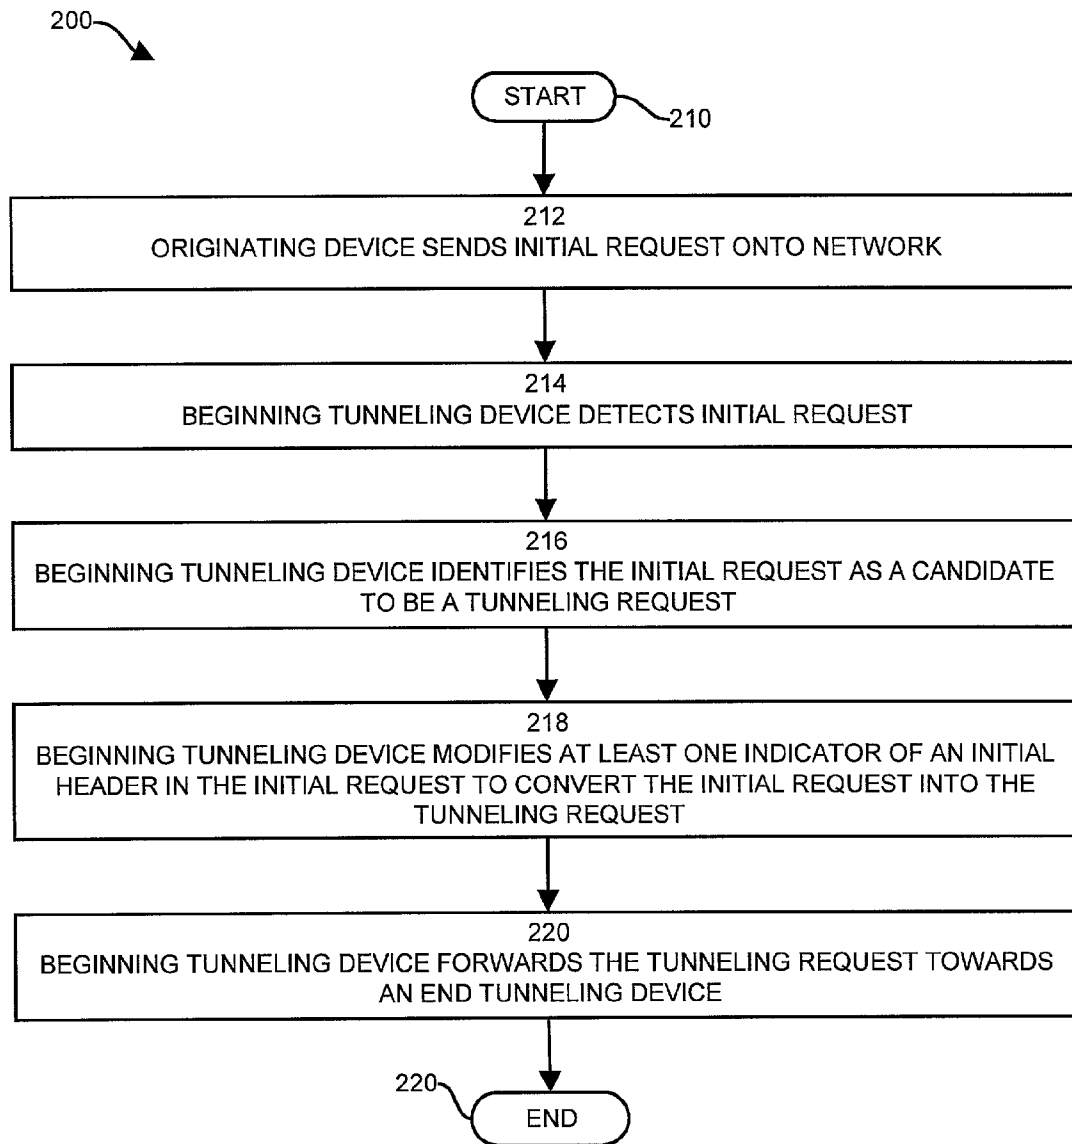 200
START
210
212
ORIGINATING DEVICE SENDS INITIAL REQUEST ONTO NETWORK
214
BEGINNING TUNNELING DEVICE DETECTS INITIAL REQUEST
216
BEGINNING TUNNELING DEVICE IDENTIFIES THE INITIAL REQUEST AS A CANDIDATE
TO BE A TUNNELING REQUEST
218
BEGINNING TUNNELING DEVICE MODIFIES AT LEAST ONE INDICATOR OF AN INITIAL
HEADER IN THE INITIAL REQUEST TO CONVERT THE INITIAL REQUEST INTO THE
TUNNELING REQUEST
220
BEGINNING TUNNELING DEVICE FORWARDS THE TUNNELING REQUEST TOWARDS
AN END TUNNELING DEVICE
220
END